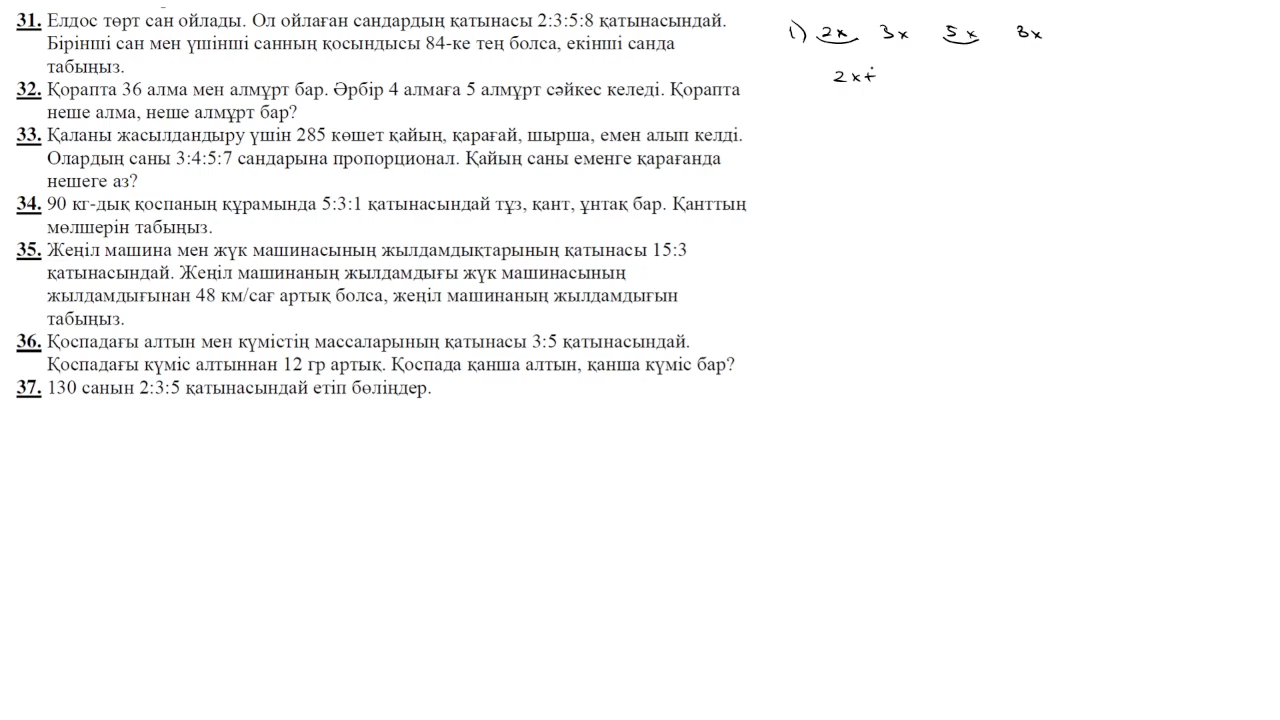 31. Елдос төрт сан ойлады. Ол ойлаған сандардың қатынасы 2:3:5:8 қатынасындай.
Бірінші сан мен үшінші санның қосындысы 84-ке тең болса, екінші санда
табыңыз.
32. Қорапта 36 алма мен алмұрт бар. Әрбір 4 алмаға 5 алмұрт сәйкес келеді. Қорапта
неше алма, неше алмұрт бар?
33. Қаланы жасылдандыру үшін 285 көшет қайың, қарағай, шырша, емен алып келді.
Олардың саны 3:4:5:7 сандарына пропорционал. Қайың саны еменге қарағанда
нешеге аз?
34. 90 кг-дық қоспаның құрамында 5:3:1 қатынасындай тұз, қант, ұнтақ бар. Қанттың
мөлшерін табыңыз.
35. Жеңіл машина мен жүк машинасының жылдамдықтарының қатынасы 15:3
қатынасындай. Жеңіл машинаның жылдамдығы жүк машинасының
жылдамдығынан 48 км/сағ артық болса, жеңіл машинаның жылдамдығын
табыңыз.
36. Қоспадағы алтын мен күмістің массаларының қатынасы 3:5 қатынасындай.
Қоспадағы күміс алтыннан 12 гр артық. Қоспада қанша алтын, қанша күміс бар?
37. 130 санын 2:3:5 қатынасындай етіп бөліңдер.
1) 2x 3x 5x 8x
2x+